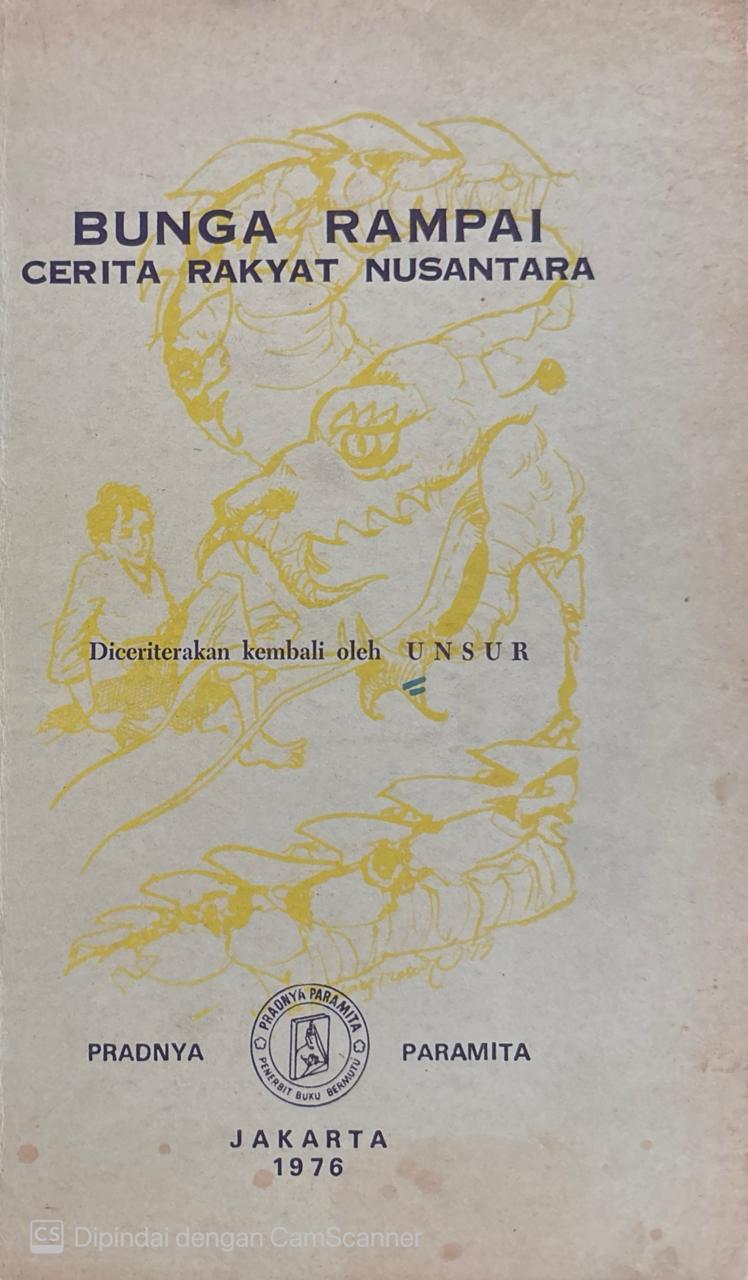 BUNGA RAMPAI
CERITA RAKYAT NUSANTARA
Diceriterakan kembali oleh UNSUR
PRADNYA PARAMITA
PENERBIT BUKU BERMUTU
PRADNYA
PARAMITA
JAKARTA
1976
CS Dipindai dengan CamScanner